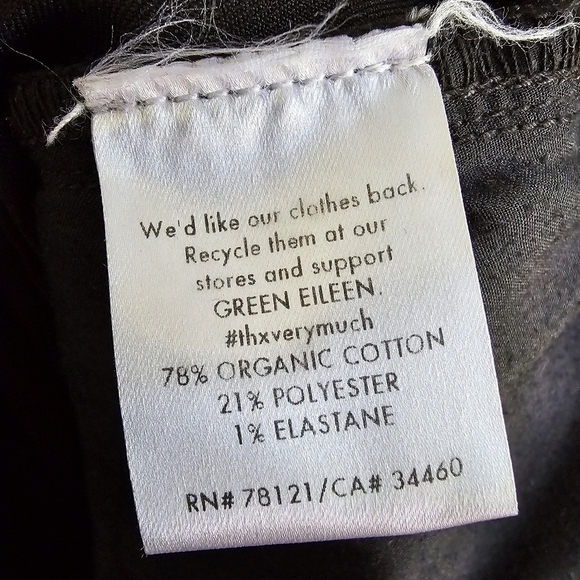 We'd like our clothes back.
Recycle them at our
stores and support
GREEN EILEEN.
#thxverymuch
78% ORGANIC COTTON
21% POLYESTER
1% ELASTANE
RN# 78121/CA# 34460